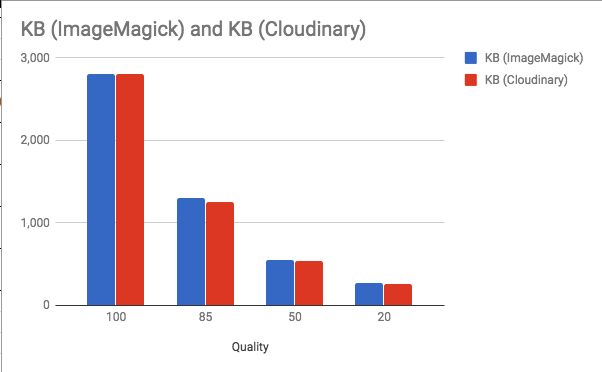 KB (ImageMagick) and KB (Cloudinary)
KB (ImageMagick)
KB (Cloudinary)
3,000
2,000
1,000
0
100 85 50 20
Quality